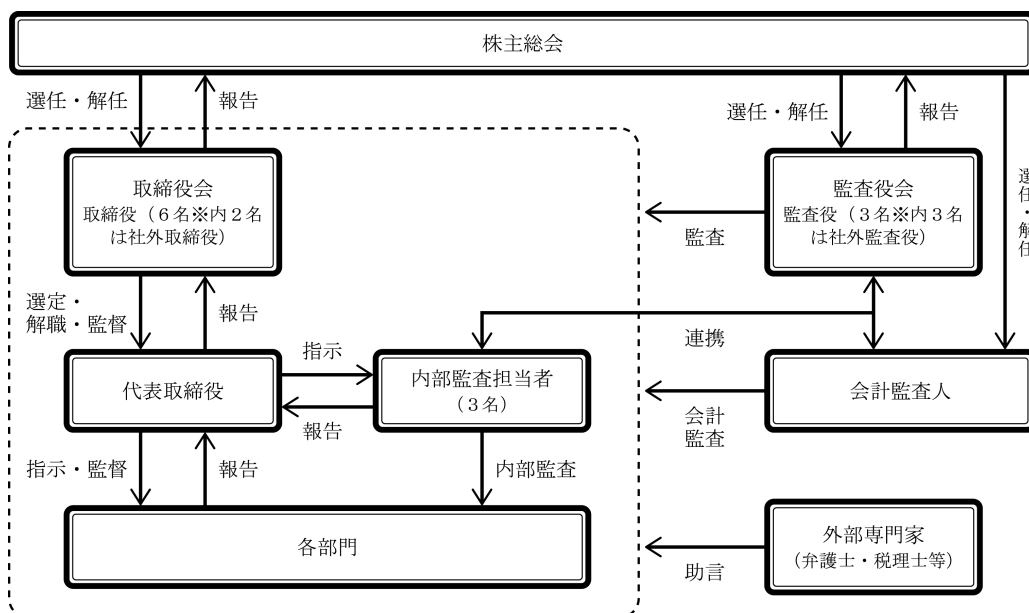 株主総会
選任・解任
報告
選任・解任
報告
選任・解任
取締役会
取締役（６名※内２名
は社外取締役）
監査役会
監査役（３名※内３名
は社外監査役）
監査
選定・
解職・監督
報告
連携
指示
代表取締役
内部監査担当者
（３名）
会計監査人
報告
会計
監査
指示・監督
報告
内部監査
各部門
外部専門家
（弁護士・税理士等）
助言